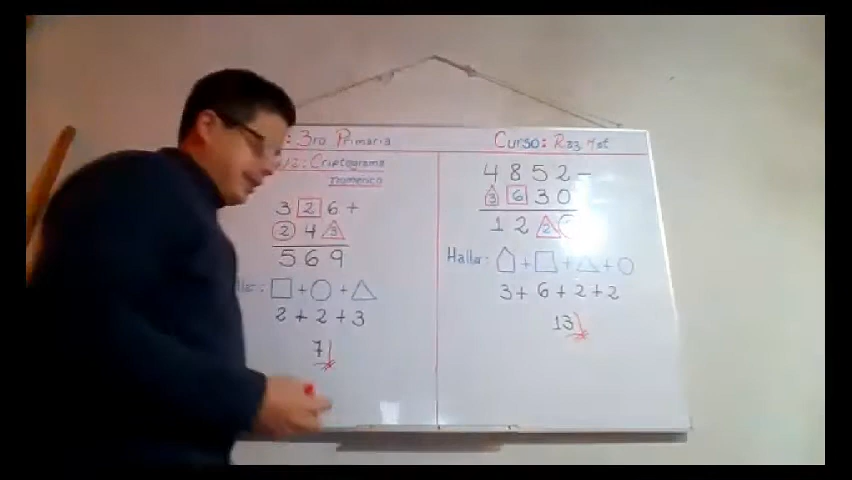 : 3ro Primaria
Criptograma
numérico
3 2 6 +
2 4 3
5 6 9
+ +
2 + 2 + 3
7
Curso: Raz. Mat
4 8 5 2 -
3 6 3 0
1 2 2
Halla: + + +
3 + 6 + 2 + 2
13